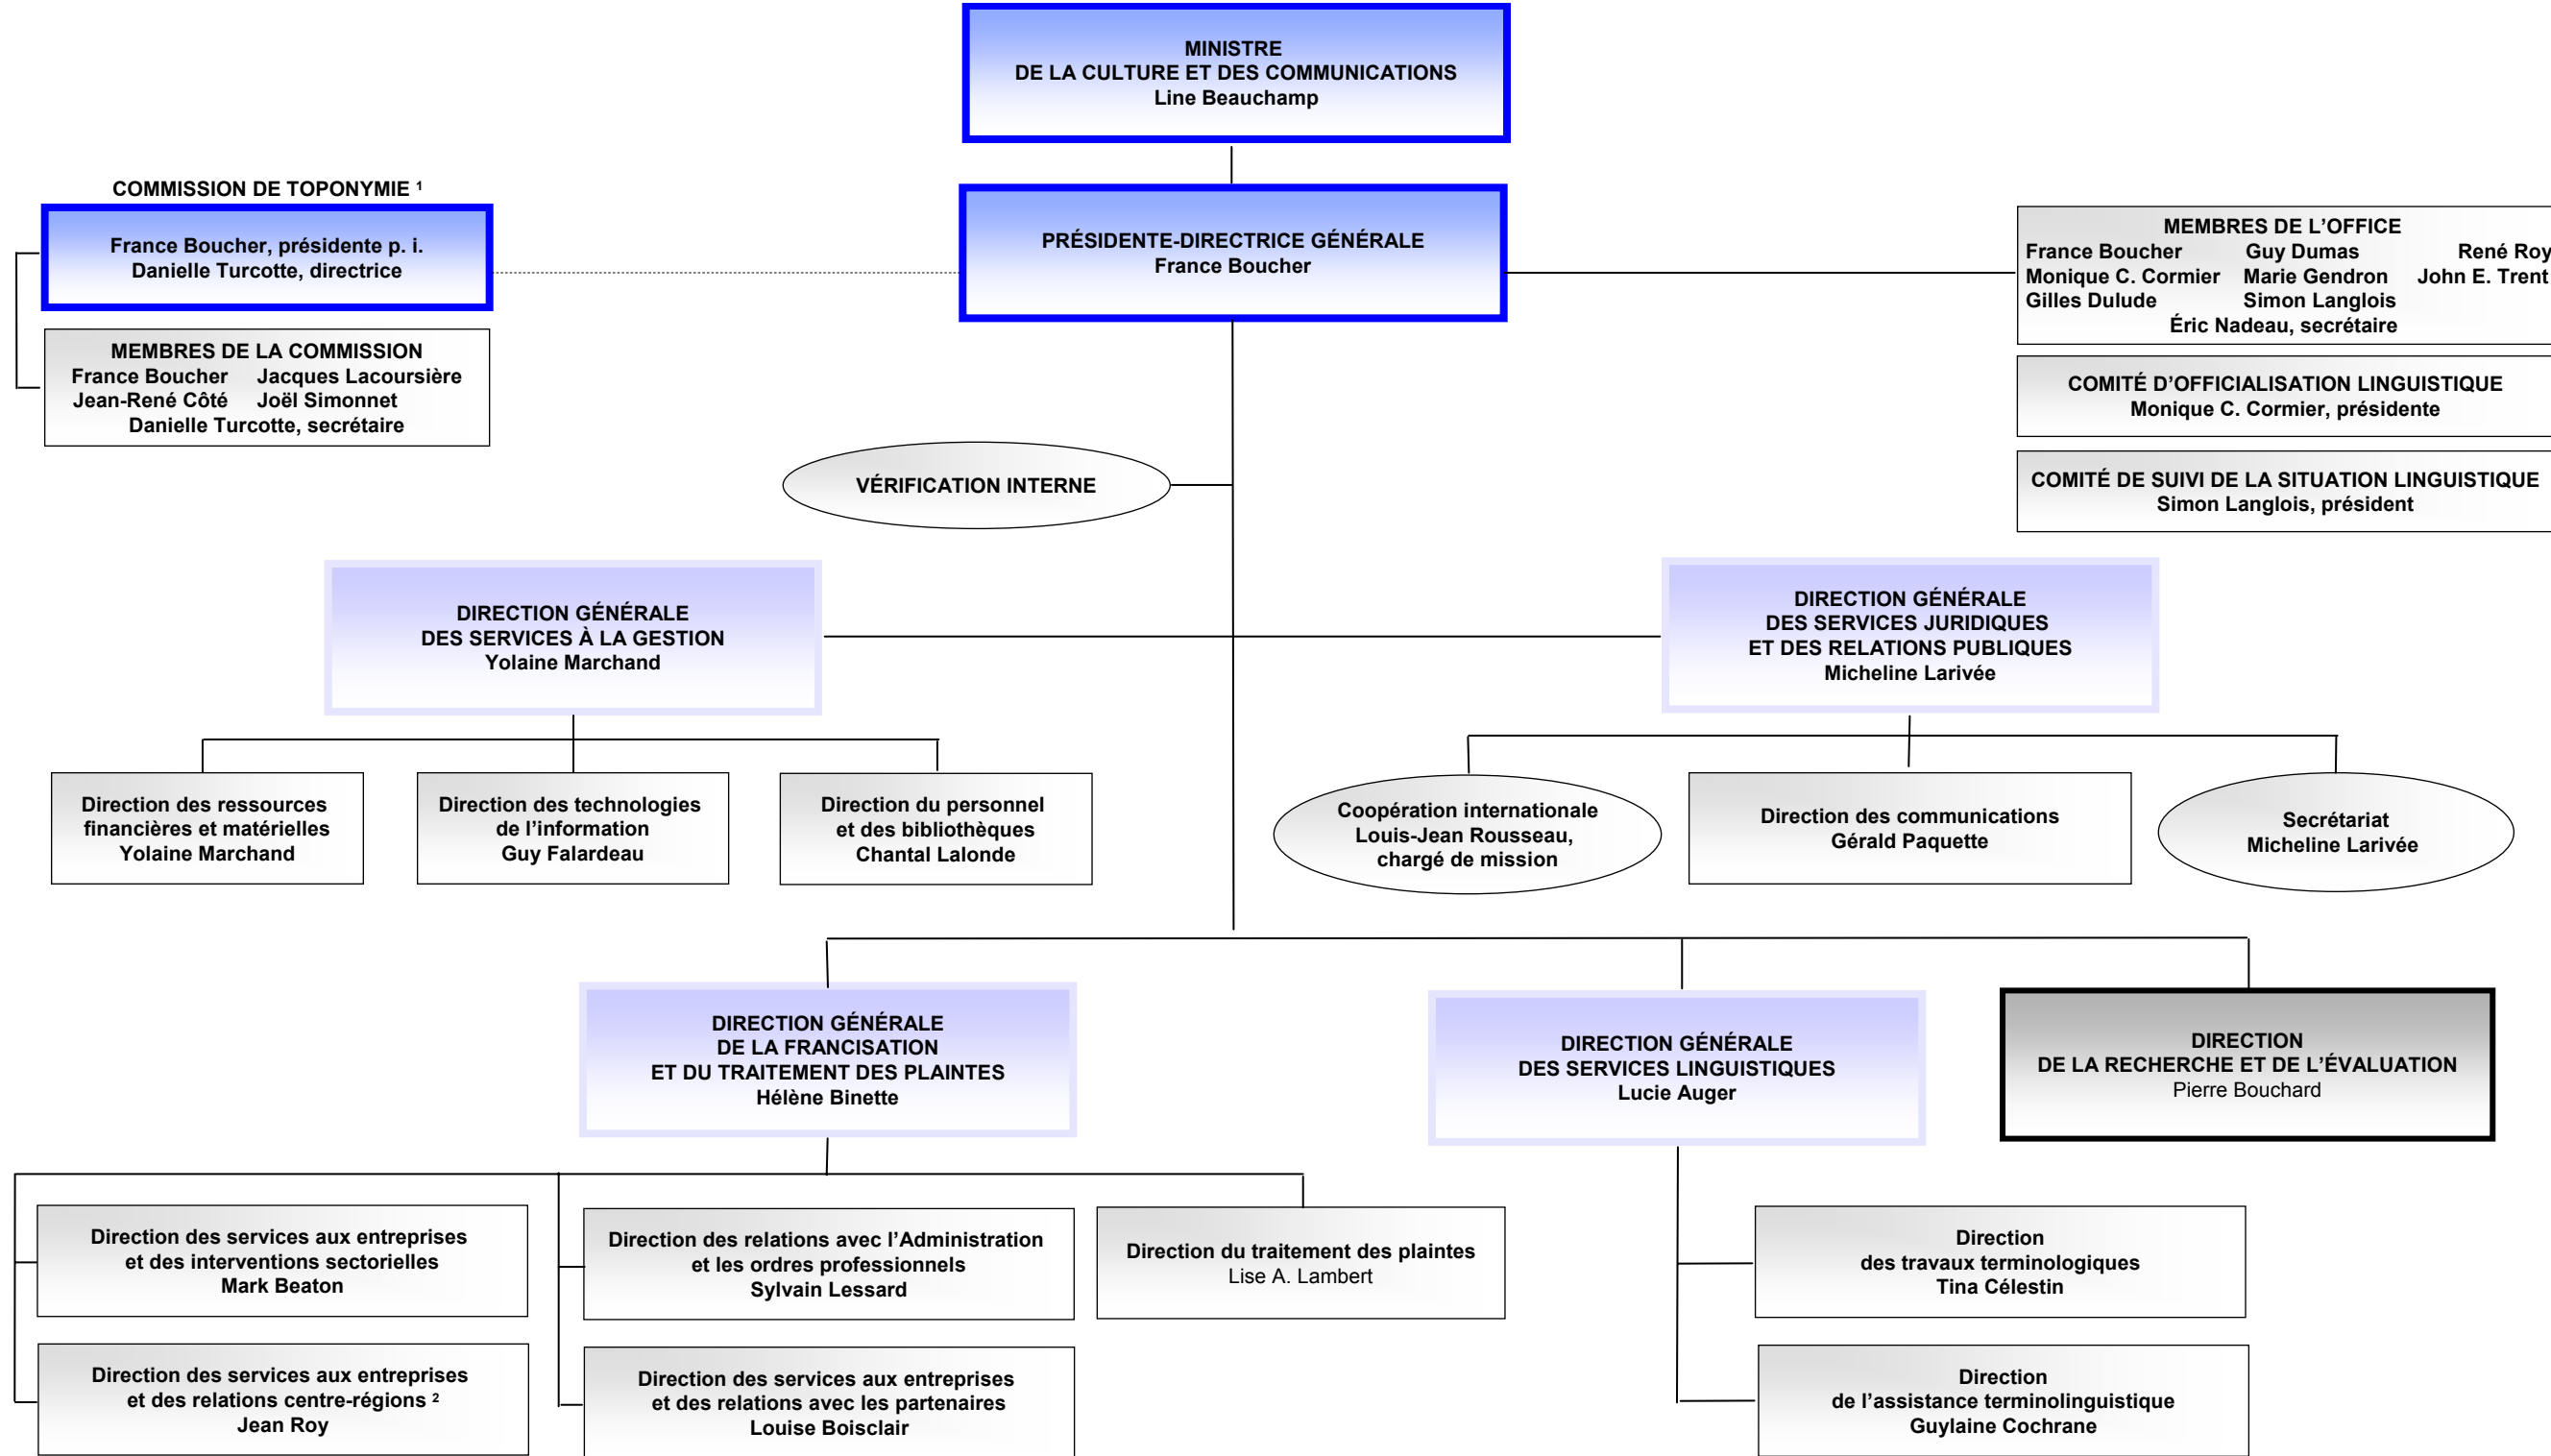 MINISTRE
DE LA CULTURE ET DES COMMUNICATIONS
Line Beauchamp
COMMISSION DE TOPONYMIE ¹
France Boucher, présidente p. i.
Danielle Turcotte, directrice
PRÉSIDENTE-DIRECTRICE GÉNÉRALE
France Boucher
MEMBRES DE L’OFFICE
France Boucher Guy Dumas René Roy
Monique C. Cormier Marie Gendron John E. Trent
Gilles Dulude Simon Langlois
Éric Nadeau, secrétaire
MEMBRES DE LA COMMISSION
France Boucher Jacques Lacoursière
Jean-René Côté Joël Simonnet
Danielle Turcotte, secrétaire
COMITÉ D’OFFICIALISATION LINGUISTIQUE
Monique C. Cormier, présidente
COMITÉ DE SUIVI DE LA SITUATION LINGUISTIQUE
Simon Langlois, président
VÉRIFICATION INTERNE
DIRECTION GÉNÉRALE
DES SERVICES À LA GESTION
Yolaine Marchand
DIRECTION GÉNÉRALE
DES SERVICES JURIDIQUES
ET DES RELATIONS PUBLIQUES
Micheline Larivée
Direction des ressources
financières et matérielles
Yolaine Marchand
Direction des technologies
de l’information
Guy Falardeau
Direction du personnel
et des bibliothèques
Chantal Lalonde
Coopération internationale
Louis-Jean Rousseau,
chargé de mission
Direction des communications
Gérald Paquette
Secrétariat
Micheline Larivée
DIRECTION GÉNÉRALE
DE LA FRANCISATION
ET DU TRAITEMENT DES PLAINTES
Hélène Binette
DIRECTION GÉNÉRALE
DES SERVICES LINGUISTIQUES
Lucie Auger
DIRECTION
DE LA RECHERCHE ET DE L’ÉVALUATION
Pierre Bouchard
Direction des services aux entreprises
et des interventions sectorielles
Mark Beaton
Direction des relations avec l’Administration
et les ordres professionnels
Sylvain Lessard
Direction du traitement des plaintes
Lise A. Lambert
Direction
des travaux terminologiques
Tina Célestin
Direction des services aux entreprises
et des relations centre-régions ²
Jean Roy
Direction des services aux entreprises
et des relations avec les partenaires
Louise Boisclair
Direction
de l’assistance terminolinguistique
Guylaine Cochrane